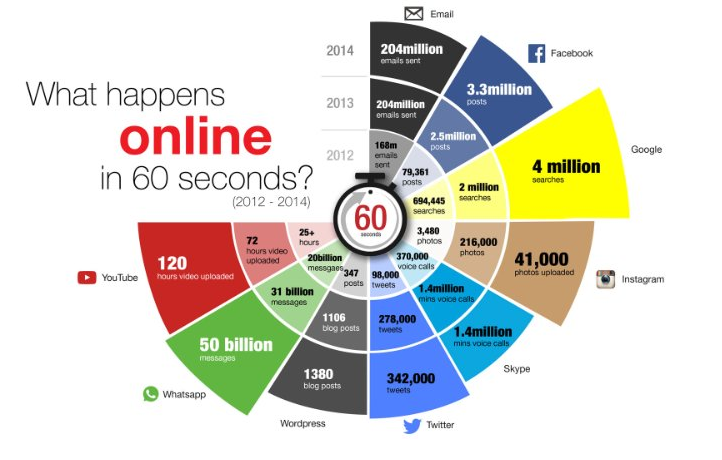 What happens
online
in 60 seconds?
(2012 - 2014)
2014
2013
2012
60
seconds
Email
204million
emails sent
204million
emails sent
168m
emails
sent
Facebook
3.3million
posts
2.5million
posts
79,361
posts
Google
4 million
searches
2 million
searches
694,445
searches
Instagram
41,000
photos uploaded
216,000
photos
3,480
photos
Skype
1.4million
mins voice calls
1.4million
mins voice calls
370,000
voice calls
Twitter
342,000
tweets
278,000
tweets
98,000
tweets
Wordpress
1380
blog posts
1106
blog posts
347
posts
Whatsapp
50 billion
messages
31 billion
messages
20billion
messgaes
YouTube
120
hours video uploaded
72
hours video
uploaded
25+
hours